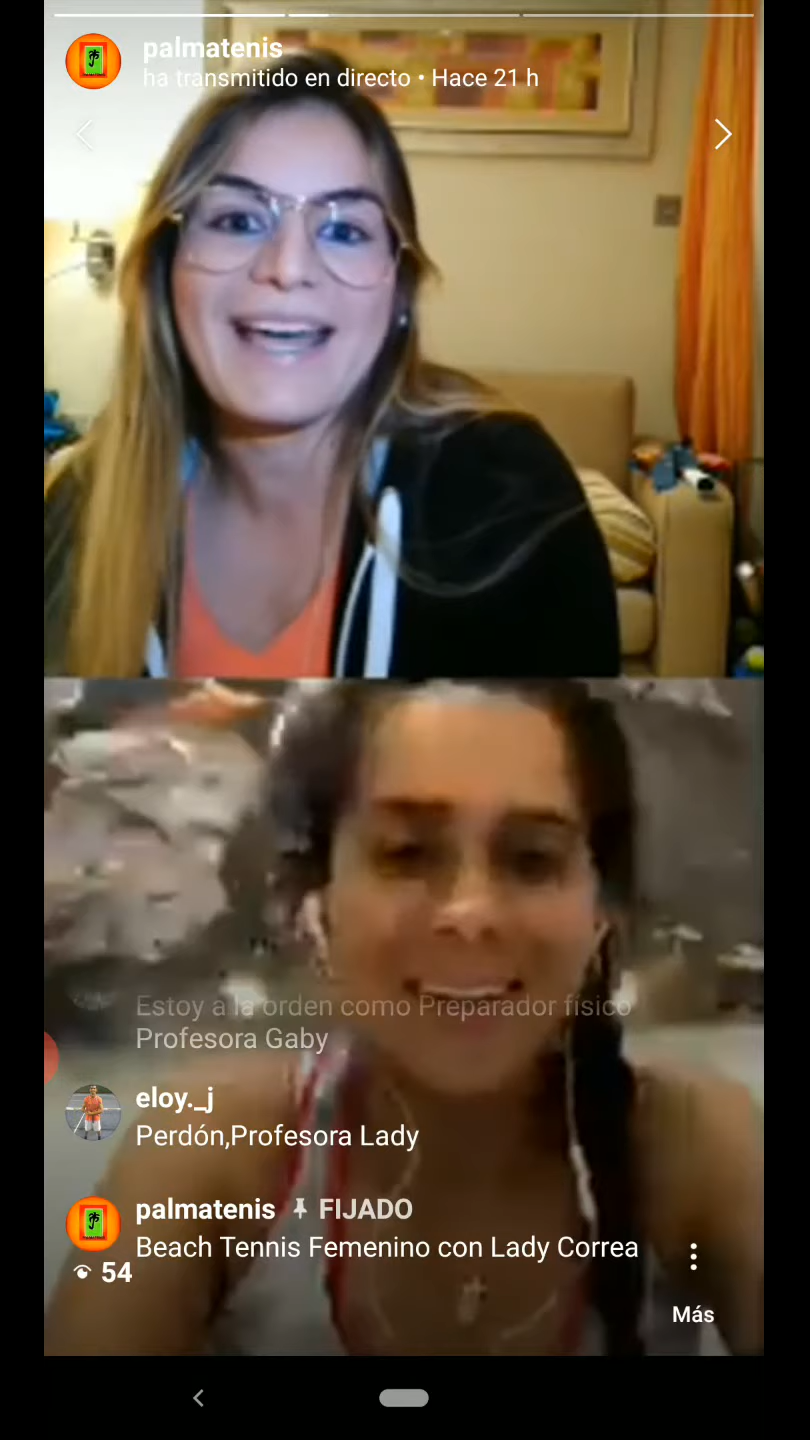 palmatenis
ha transmitido en directo • Hace 21 h
Estoy a la orden como Preparador físico
Profesora Gaby
eloy._j
Perdón,Profesora Lady
palmatenis FIJADO
Beach Tennis Femenino con Lady Correa
54
Más